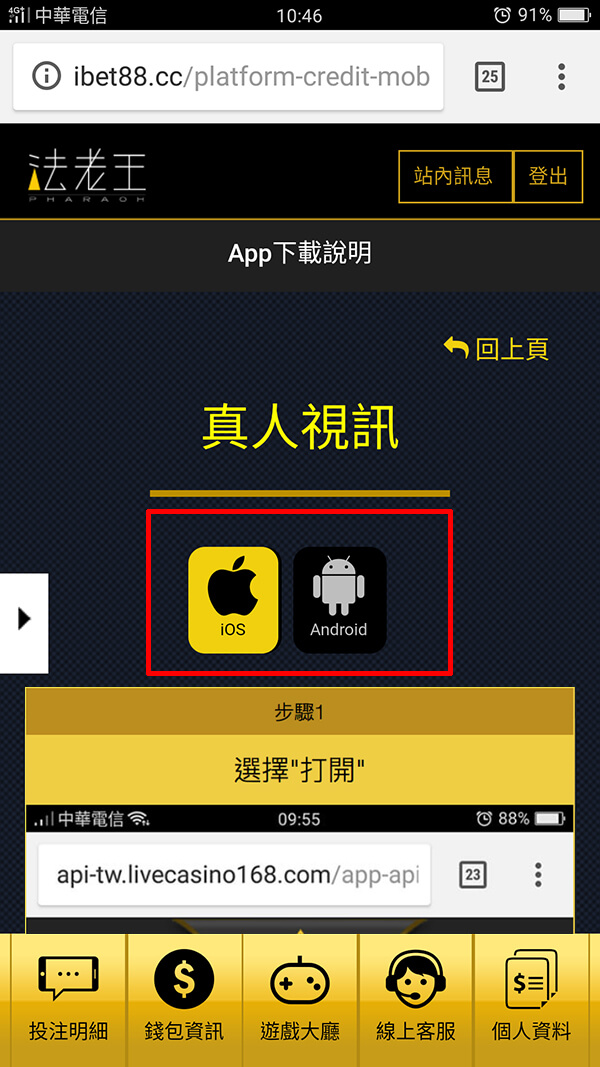 4G+ 中華電信 10:46 91%
ibet88.cc/platform-credit-mob 25
法老王 站內訊息 登出
PHARAOH
App下載說明
回上頁
真人視訊
iOS Android
步驟1
選擇"打開"
中華電信 09:55 88%
api-tw.livecasino168.com/app-api 23
投注明細 錢包資訊 遊戲大廳 線上客服 個人資料